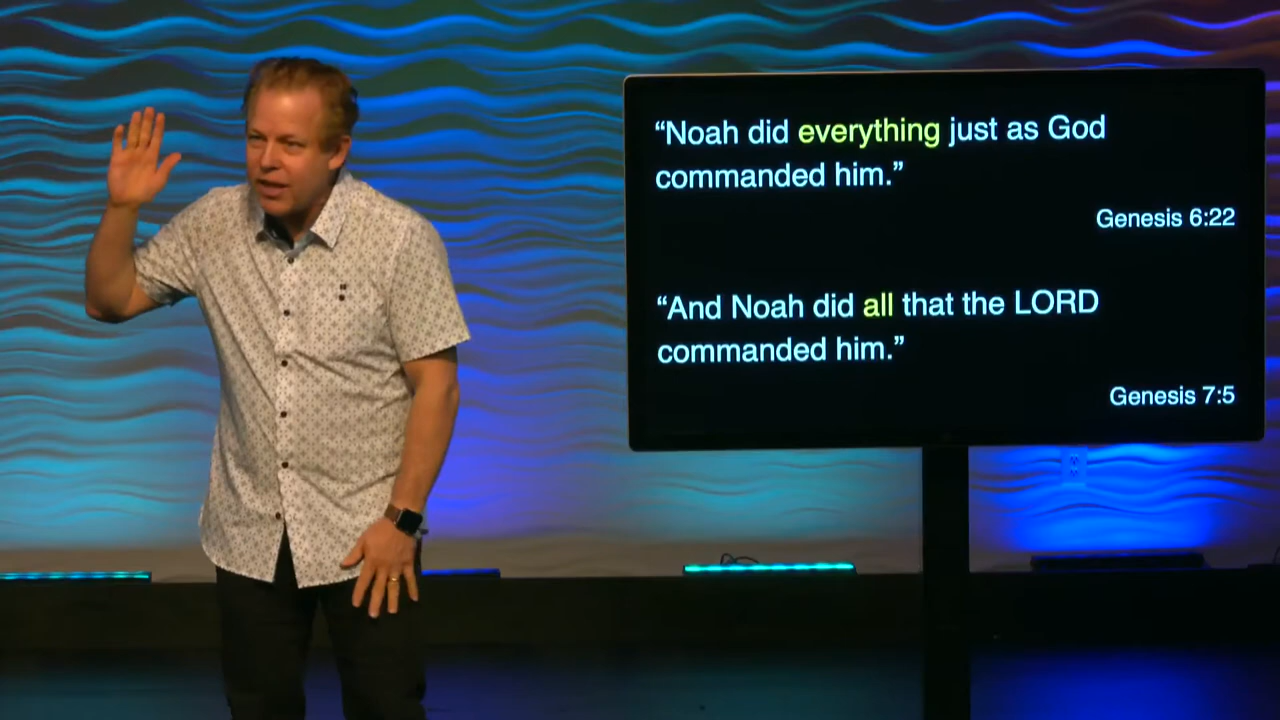 “Noah did everything just as God
commanded him.”
Genesis 6:22
“And Noah did all that the LORD
commanded him.”
Genesis 7:5